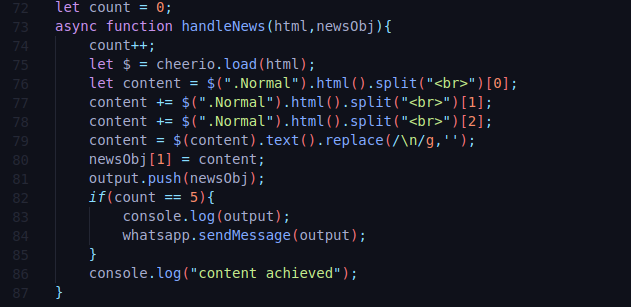 72 let count = 0;
73 async function handleNews(html,newsObj){
74 count++;
75 let $ = cheerio.load(html);
76 let content = $(".Normal").html().split("<br>")[0];
77 content += $(".Normal").html().split("<br>")[1];
78 content += $(".Normal").html().split("<br>")[2];
79 content = $(content).text().replace(/\n/g,'');
80 newsObj[1] = content;
81 output.push(newsObj);
82 if(count == 5){
83 console.log(output);
84 whatsapp.sendMessage(output);
85 }
86 console.log("content achieved");
87 }